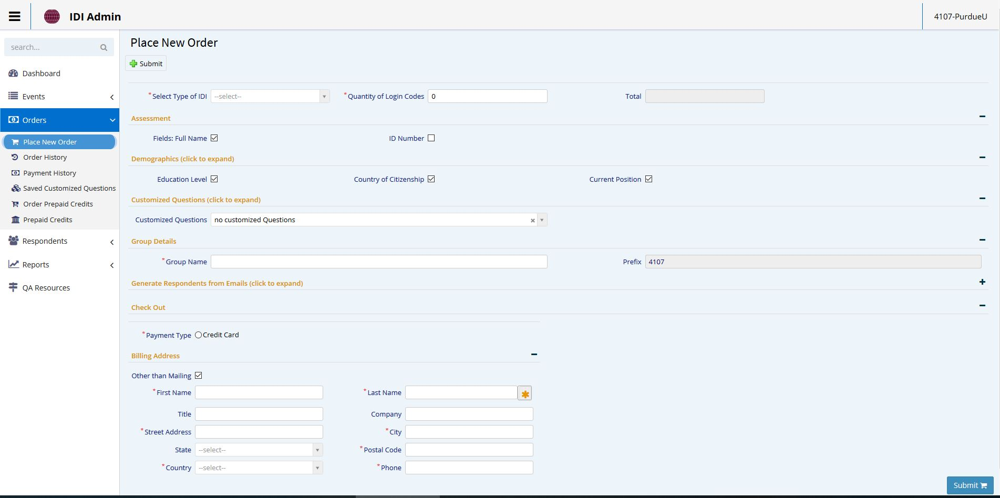 IDI Admin
4107-PurdueU
search...
Dashboard
Events
Orders
Place New Order
Order History
Payment History
Saved Customized Questions
Order Prepaid Credits
Prepaid Credits
Respondents
Reports
QA Resources
Place New Order
Submit
*Select Type of IDI --select-- *Quantity of Login Codes 0 Total
Assessment
Fields: Full Name ID Number
Demographics (click to expand)
Education Level Country of Citizenship Current Position
Customized Questions (click to expand)
Customized Questions no customized Questions
Group Details
*Group Name Prefix 4107
Generate Respondents from Emails (click to expand)
Check Out
*Payment Type Credit Card
Billing Address
Other than Mailing
*First Name *Last Name
Title Company
*Street Address *City
State --select-- *Postal Code
*Country --select-- *Phone
Submit